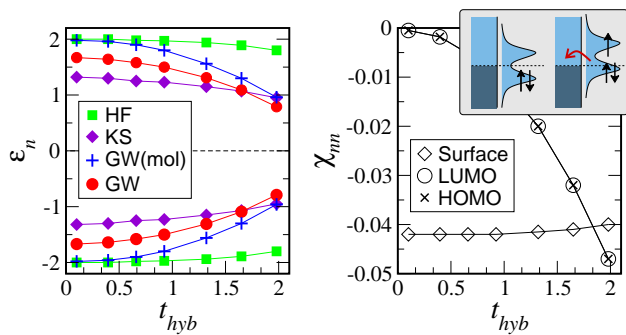 2
1
0
-1
-2
ε_n
HF
KS
GW(mol)
GW
0
0.5
1
1.5
2
t_hyb
0
-0.01
-0.02
-0.03
-0.04
-0.05
χ_nn
Surface
LUMO
HOMO
0
0.5
1
1.5
2
t_hyb